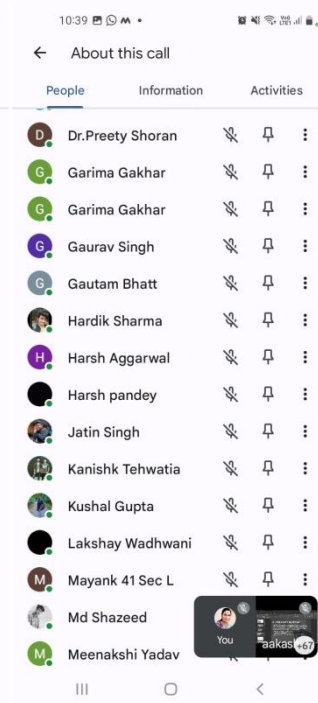 10:39
About this call
People Information Activities
D Dr.Preety Shoran
G Garima Gakhar
G Garima Gakhar
G Gaurav Singh
G Gautam Bhatt
Hardik Sharma
H Harsh Aggarwal
Harsh pandey
Jatin Singh
Kanishk Tehwatia
Kushal Gupta
Lakshay Wadhwani
M Mayank 41 Sec L
Md Shazeed
M Meenakshi Yadav
You
aakash
+67